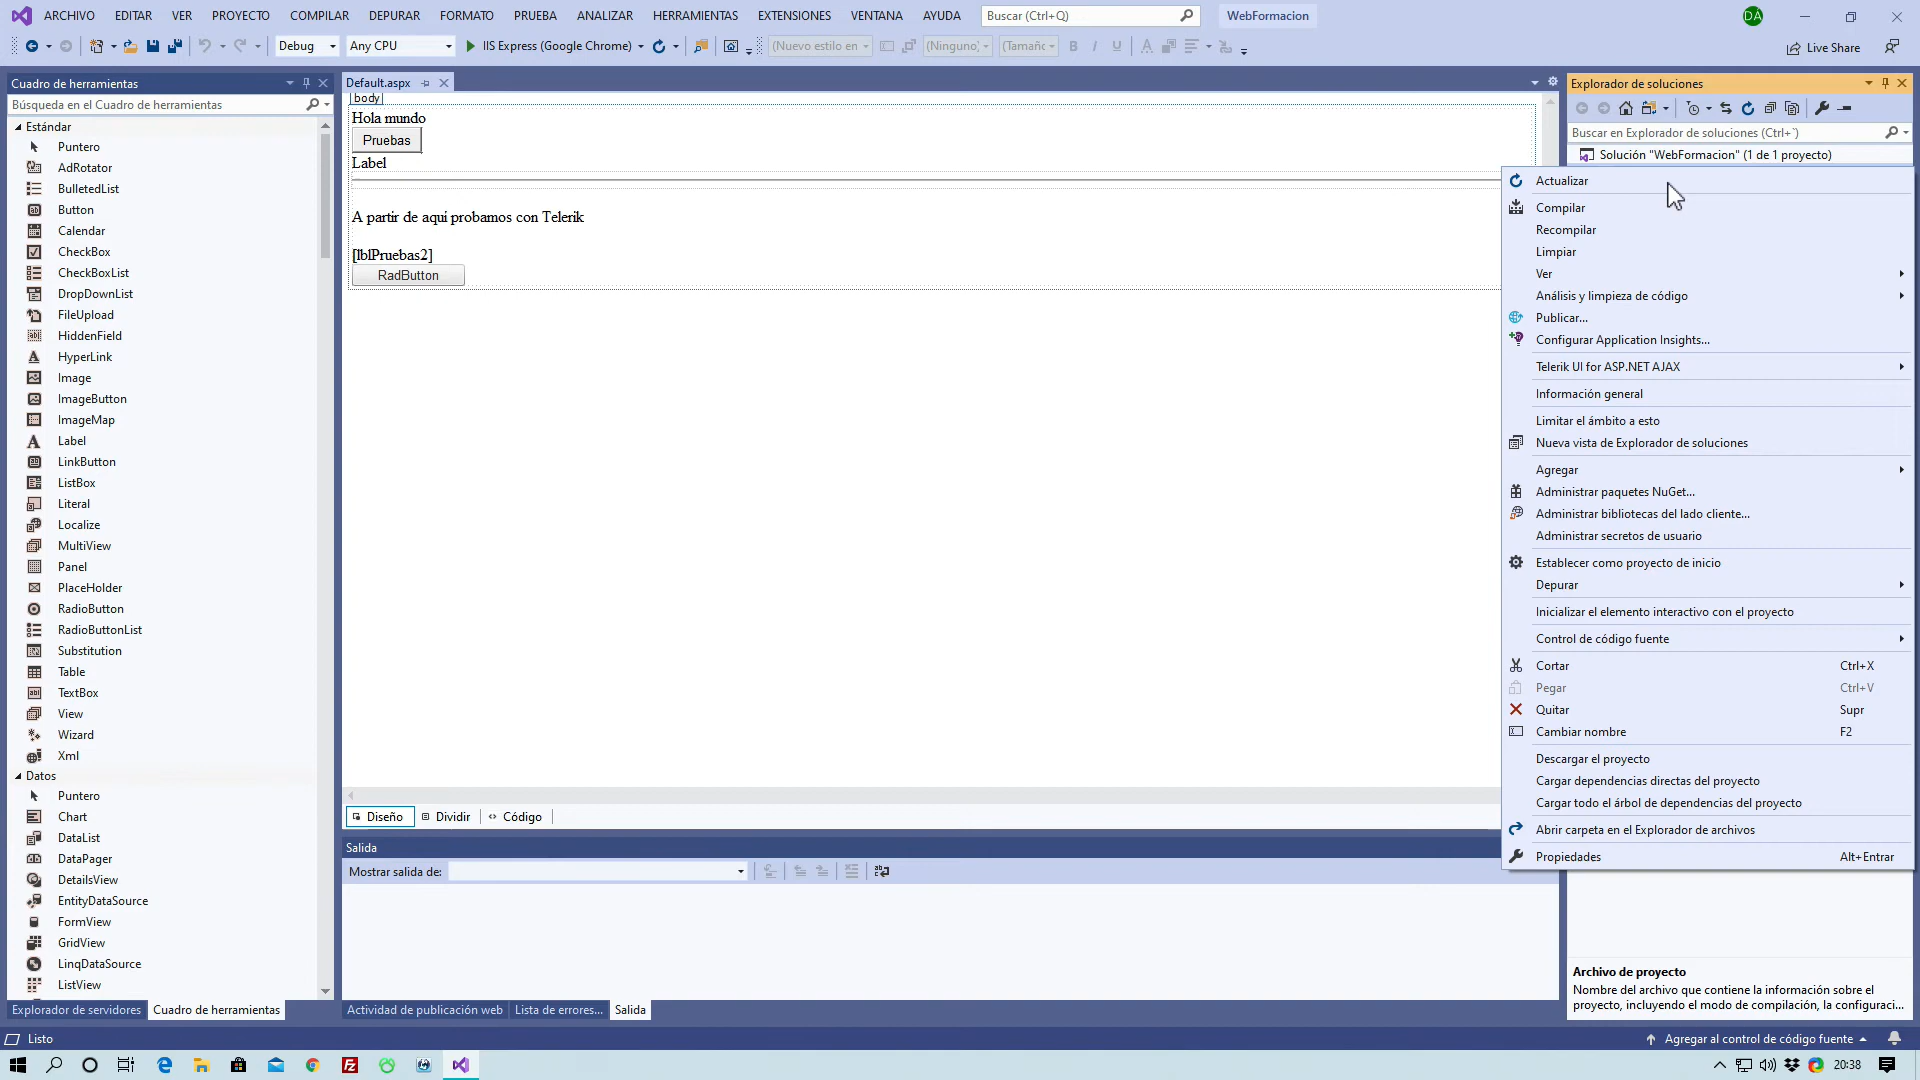 ARCHIVO EDITAR VER PROYECTO COMPILAR DEPURAR FORMATO PRUEBA ANALIZAR HERRAMIENTAS EXTENSIONES VENTANA AYUDA Buscar (Ctrl+Q) WebFormacion DA
Debug Any CPU IIS Express (Google Chrome) (Nuevo estilo en (Ninguno) (Tamañc Live Share
Cuadro de herramientas
Búsqueda en el Cuadro de herramientas
Estándar
Puntero
AdRotator
BulletedList
Button
Calendar
CheckBox
CheckBoxList
DropDownList
FileUpload
HiddenField
HyperLink
Image
ImageButton
ImageMap
Label
LinkButton
ListBox
Literal
Localize
MultiView
Panel
PlaceHolder
RadioButton
RadioButtonList
Substitution
Table
TextBox
View
Wizard
Xml
Datos
Puntero
Chart
DataList
DataPager
DetailsView
EntityDataSource
FormView
GridView
LinqDataSource
ListView
Explorador de servidores Cuadro de herramientas
Default.aspx
body
Hola mundo
Pruebas
Label
A partir de aqui probamos con Telerik
[lblPruebas2]
RadButton
Diseño Dividir Código
Salida
Mostrar salida de:
Actividad de publicación web Lista de errores... Salida
Explorador de soluciones
Buscar en Explorador de soluciones (Ctrl+`)
Solución "WebFormacion" (1 de 1 proyecto)
Actualizar
Compilar
Recompilar
Limpiar
Ver
Análisis y limpieza de código
Publicar...
Configurar Application Insights...
Telerik UI for ASP.NET AJAX
Información general
Limitar el ámbito a esto
Nueva vista de Explorador de soluciones
Agregar
Administrar paquetes NuGet...
Administrar bibliotecas del lado cliente...
Administrar secretos de usuario
Establecer como proyecto de inicio
Depurar
Inicializar el elemento interactivo con el proyecto
Control de código fuente
Cortar Ctrl+X
Pegar Ctrl+V
Quitar Supr
Cambiar nombre F2
Descargar el proyecto
Cargar dependencias directas del proyecto
Cargar todo el árbol de dependencias del proyecto
Abrir carpeta en el Explorador de archivos
Propiedades Alt+Entrar
Archivo de proyecto
Nombre del archivo que contiene la información sobre el
proyecto, incluyendo el modo de compilación, la configuraci...
Listo Agregar al control de código fuente
20:38